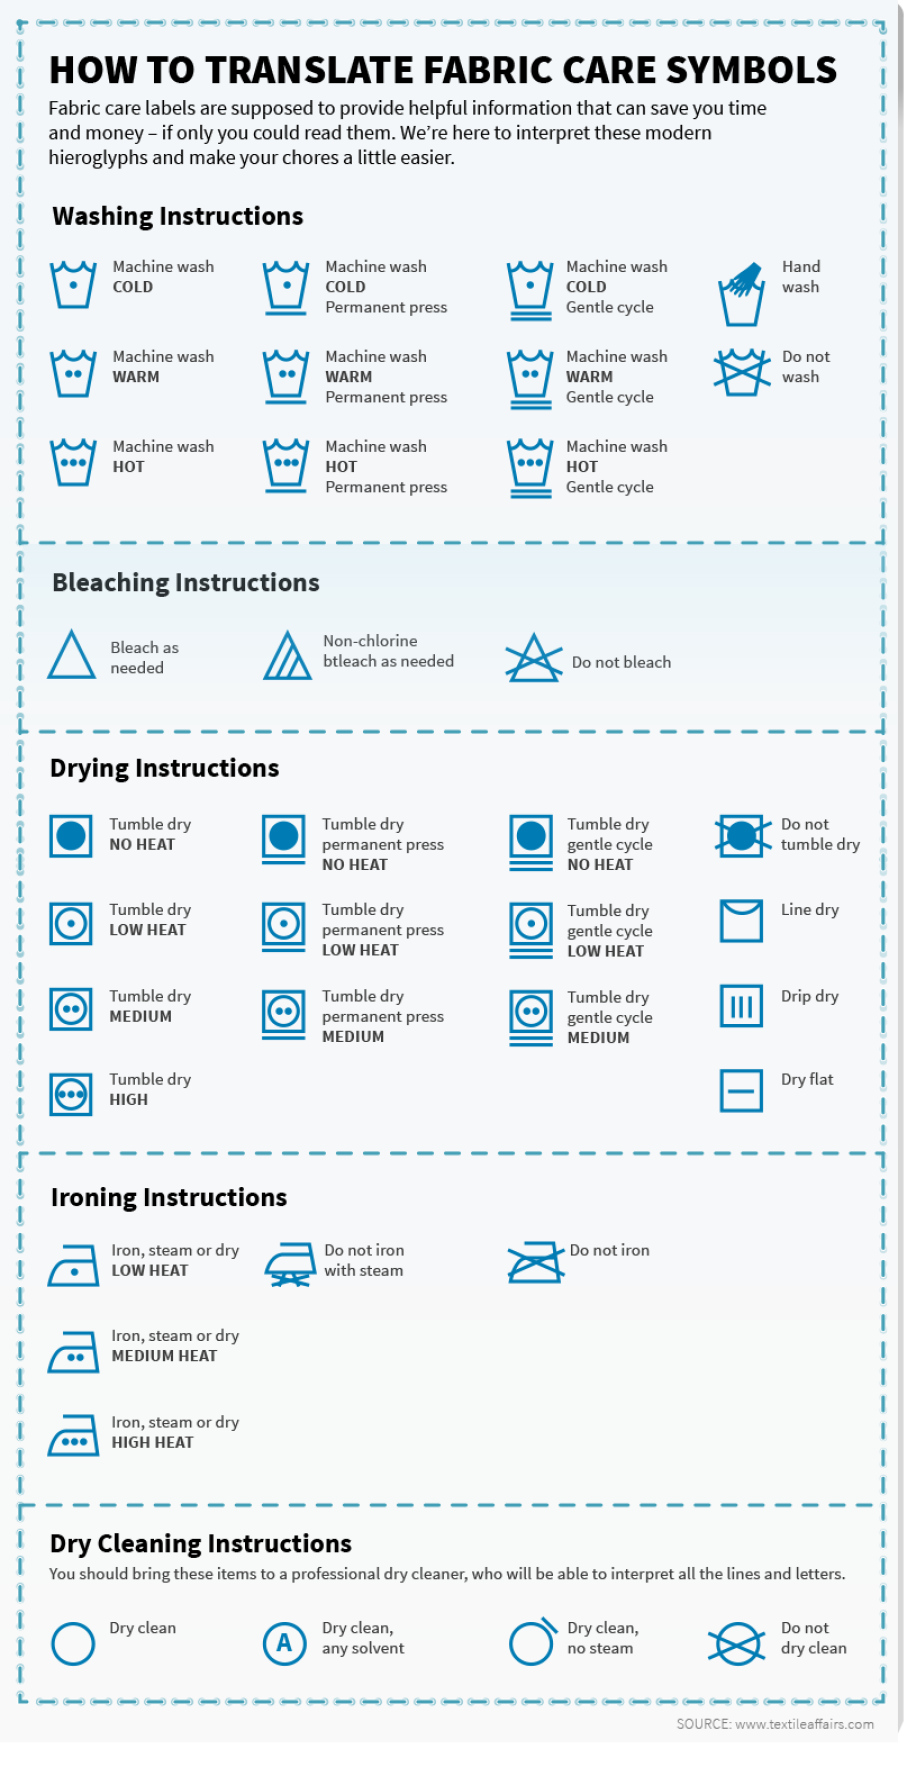 HOW TO TRANSLATE FABRIC CARE SYMBOLS
Fabric care labels are supposed to provide helpful information that can save you time
and money – if only you could read them. We're here to interpret these modern
hieroglyphs and make your chores a little easier.
Washing Instructions
Machine wash
COLD
Machine wash
COLD
Permanent press
Machine wash
COLD
Gentle cycle
Hand
wash
Machine wash
WARM
Machine wash
WARM
Permanent press
Machine wash
WARM
Gentle cycle
Do not
wash
Machine wash
HOT
Machine wash
HOT
Permanent press
Machine wash
HOT
Gentle cycle
Bleaching Instructions
Bleach as
needed
Non-chlorine
btleach as needed
Do not bleach
Drying Instructions
Tumble dry
NO HEAT
Tumble dry
permanent press
NO HEAT
Tumble dry
gentle cycle
NO HEAT
Do not
tumble dry
Tumble dry
LOW HEAT
Tumble dry
permanent press
LOW HEAT
Tumble dry
gentle cycle
LOW HEAT
Line dry
Tumble dry
MEDIUM
Tumble dry
permanent press
MEDIUM
Tumble dry
gentle cycle
MEDIUM
Drip dry
Tumble dry
HIGH
Dry flat
Ironing Instructions
Iron, steam or dry
LOW HEAT
Do not iron
with steam
Do not iron
Iron, steam or dry
MEDIUM HEAT
Iron, steam or dry
HIGH HEAT
Dry Cleaning Instructions
You should bring these items to a professional dry cleaner, who will be able to interpret all the lines and letters.
Dry clean
A
Dry clean,
any solvent
Dry clean,
no steam
Do not
dry clean
SOURCE: www.textileaffairs.com